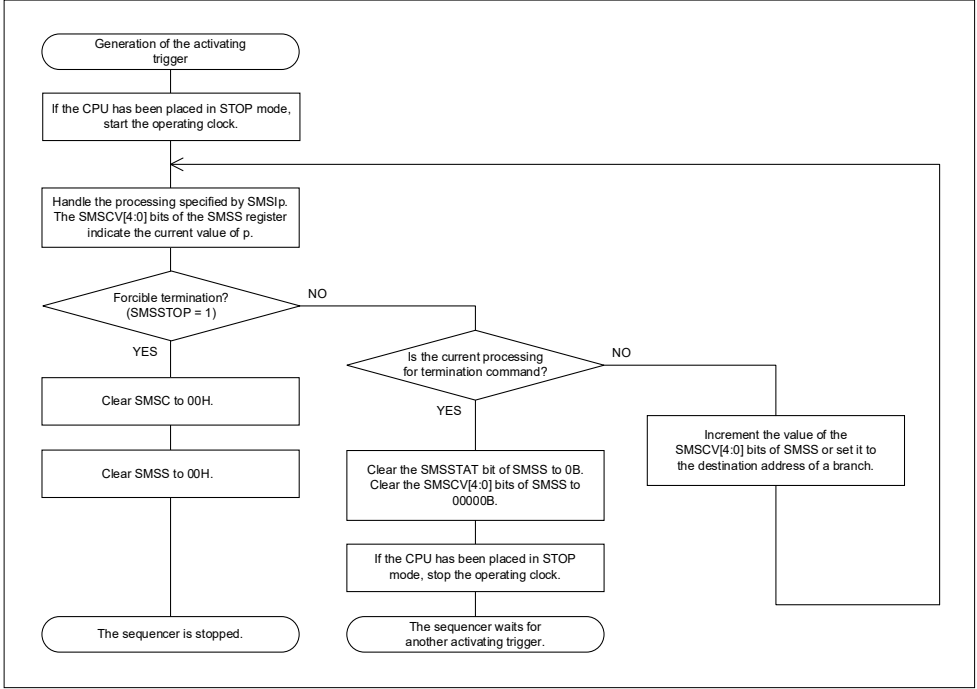 Generation of the activating
trigger
If the CPU has been placed in STOP mode,
start the operating clock.
Handle the processing specified by SMSIp.
The SMSCV[4:0] bits of the SMSS register
indicate the current value of p.
Forcible termination?
(SMSSTOP = 1)
NO
YES
Is the current processing
for termination command?
NO
YES
Clear SMSC to 00H.
Clear SMSS to 00H.
Increment the value of the
SMSCV[4:0] bits of SMSS or set it to
the destination address of a branch.
Clear the SMSSTAT bit of SMSS to 0B.
Clear the SMSCV[4:0] bits of SMSS to
00000B.
If the CPU has been placed in STOP
mode, stop the operating clock.
The sequencer is stopped.
The sequencer waits for
another activating trigger.